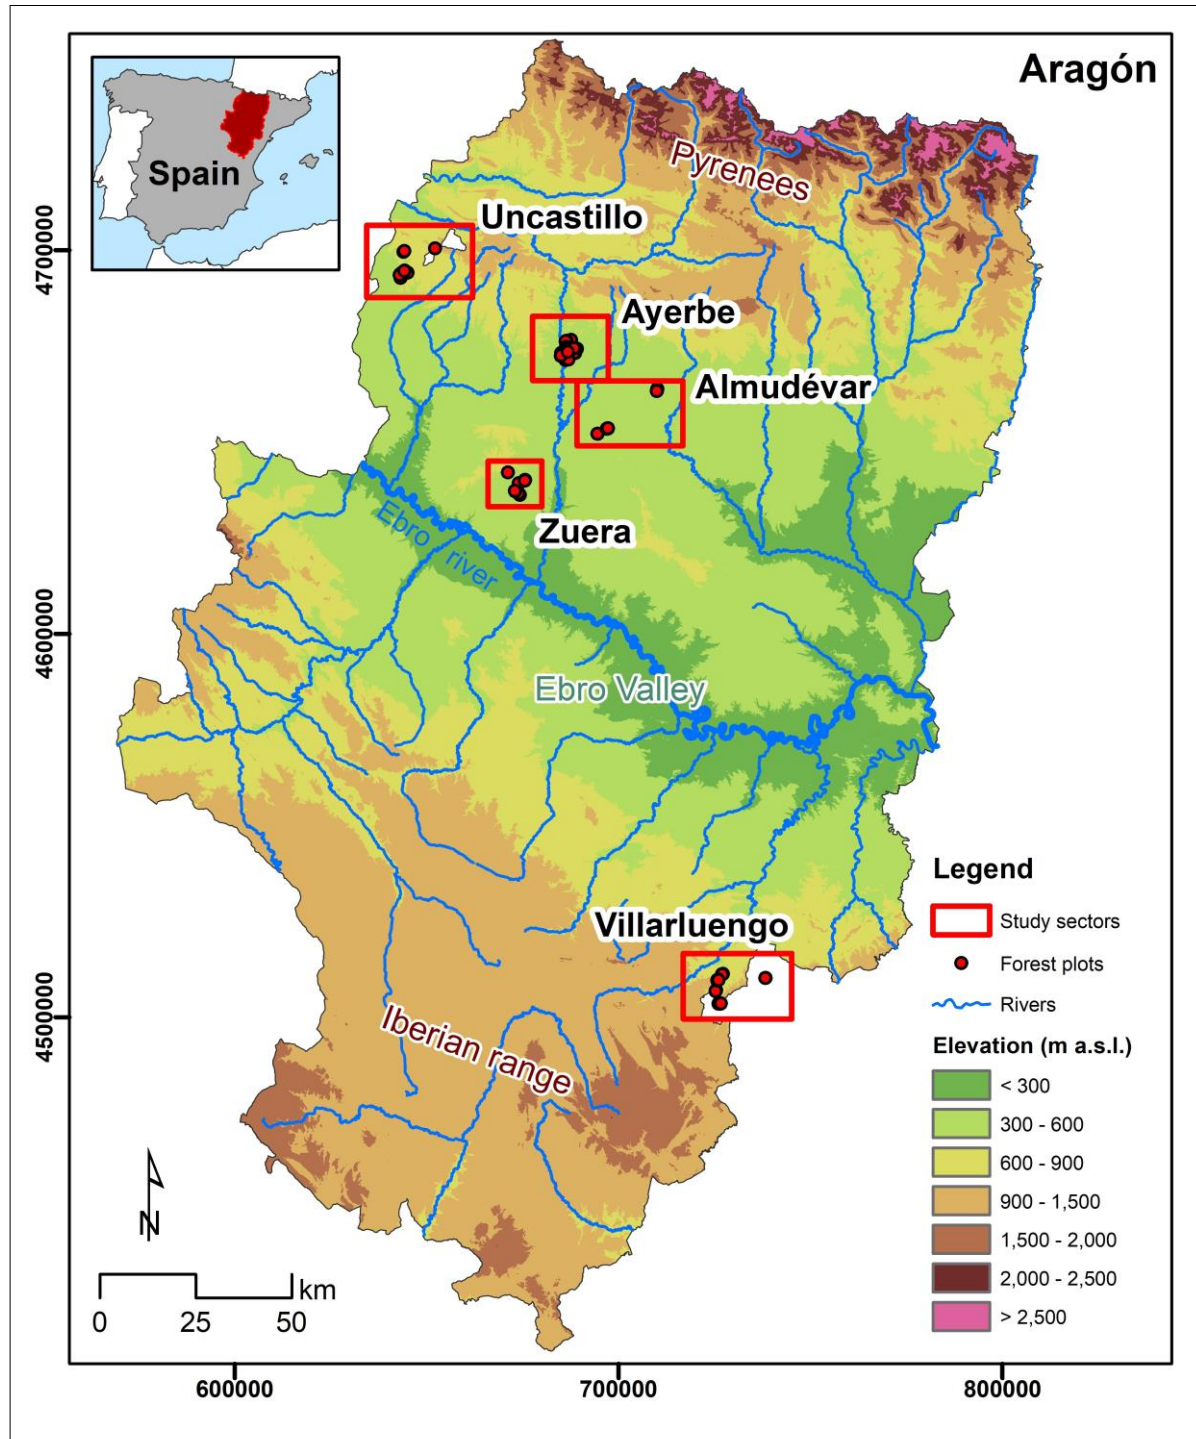 Aragón
Spain
Pyrenees
Uncastillo
4700000
Ayerbe
Almudévar
Zuera
Ebro river
4600000
Ebro Valley
Legend
Villarluengo
Study sectors
Forest plots
Rivers
4500000
Iberian range
Elevation (m a.s.l.)
< 300
300 - 600
600 - 900
900 - 1,500
1,500 - 2,000
2,000 - 2,500
> 2,500
N
km
0 25 50
600000 700000 800000